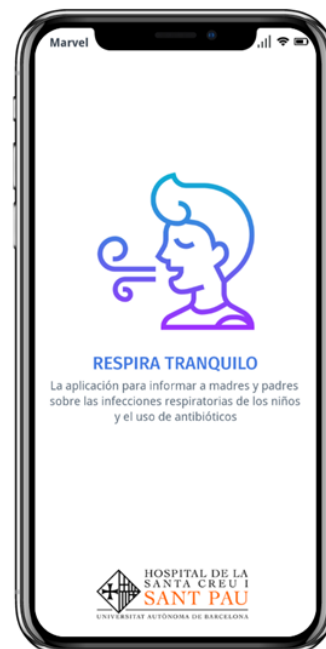 Marvel
RESPIRA TRANQUILO
La aplicación para informar a madres y padres
sobre las infecciones respiratorias de los niños
y el uso de antibióticos
HOSPITAL DE LA
SANTA CREU I
SANT PAU
UNIVERSITAT AUTÒNOMA DE BARCELONA